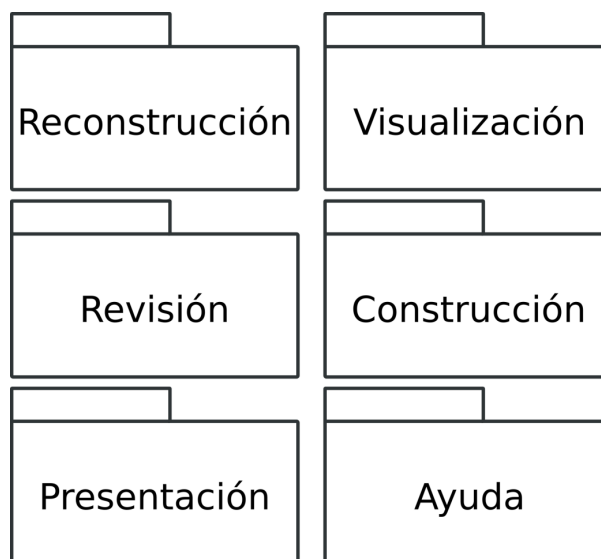 Reconstrucción
Visualización
Revisión
Construcción
Presentación
Ayuda